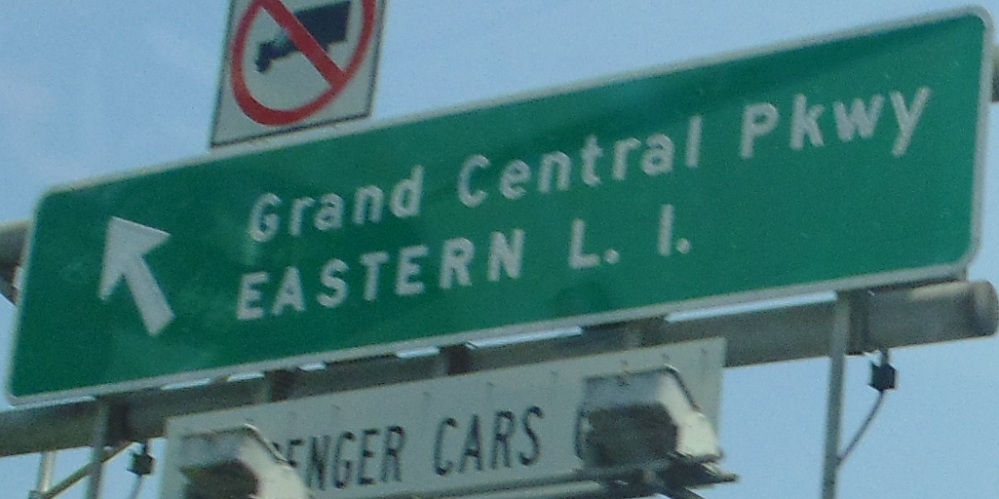 Grand Central Pkwy
EASTERN L. I.
ENGER CARS